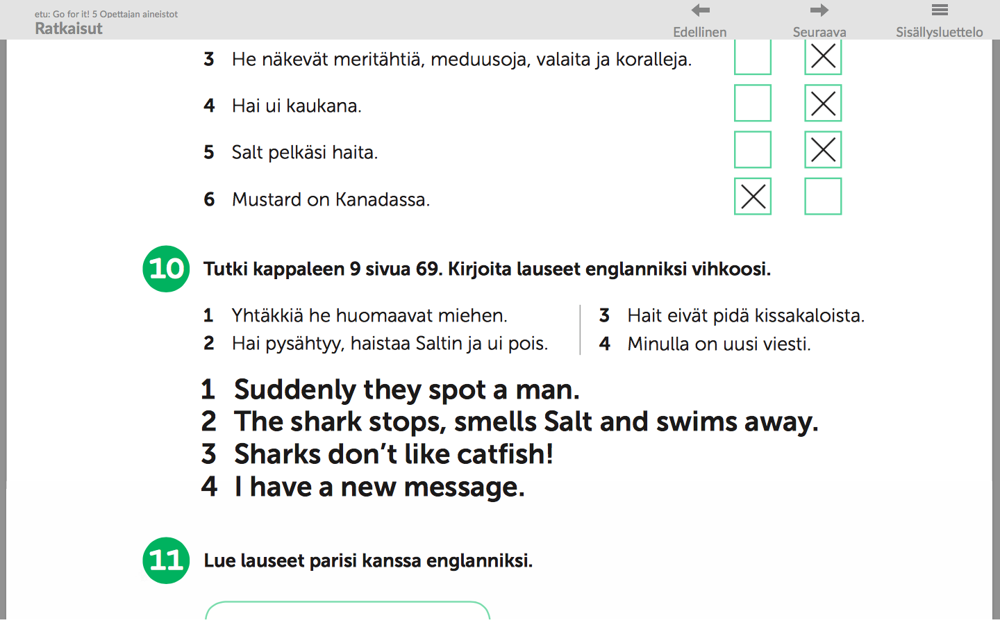 etu: Go for it! 5 Opettajan aineistot
Ratkaisut
Edellinen
Seuraava
Sisällysluettelo
3 He näkevät meritähtiä, meduusoja, valaita ja koralleja.
4 Hai ui kaukana.
5 Salt pelkäsi haita.
6 Mustard on Kanadassa.
10 Tutki kappaleen 9 sivua 69. Kirjoita lauseet englanniksi vihkoosi.
1 Yhtäkkiä he huomaavat miehen.
2 Hai pysähtyy, haistaa Saltin ja ui pois.
3 Hait eivät pidä kissakaloista.
4 Minulla on uusi viesti.
1 Suddenly they spot a man.
2 The shark stops, smells Salt and swims away.
3 Sharks don’t like catfish!
4 I have a new message.
11 Lue lauseet parisi kanssa englanniksi.